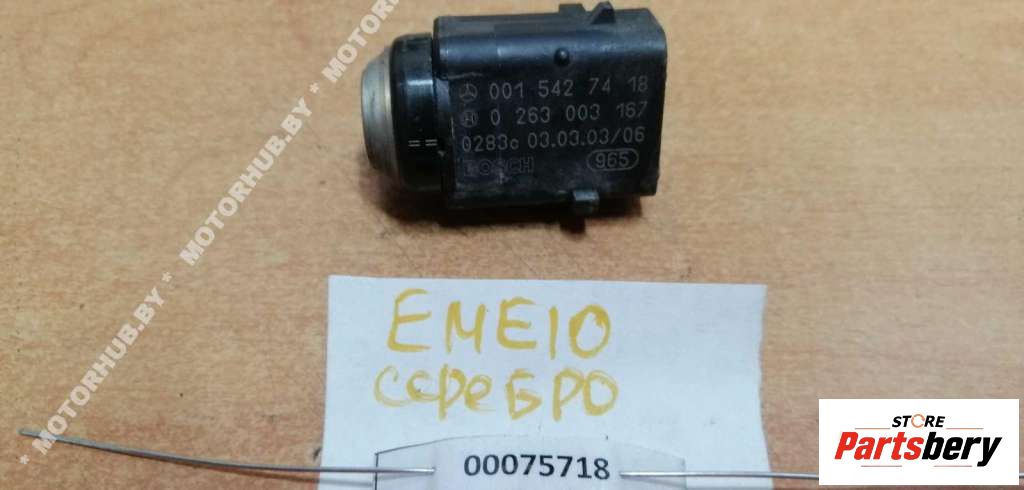 * MOTORHUB.BY * MOTORHUB.BY * MOTORHUB.BY
001 542 74 18
0 263 003 167
0283c 03.03.03/06
BOSCH 965
EMEIO
серебро
00075718
STORE
Partsbery